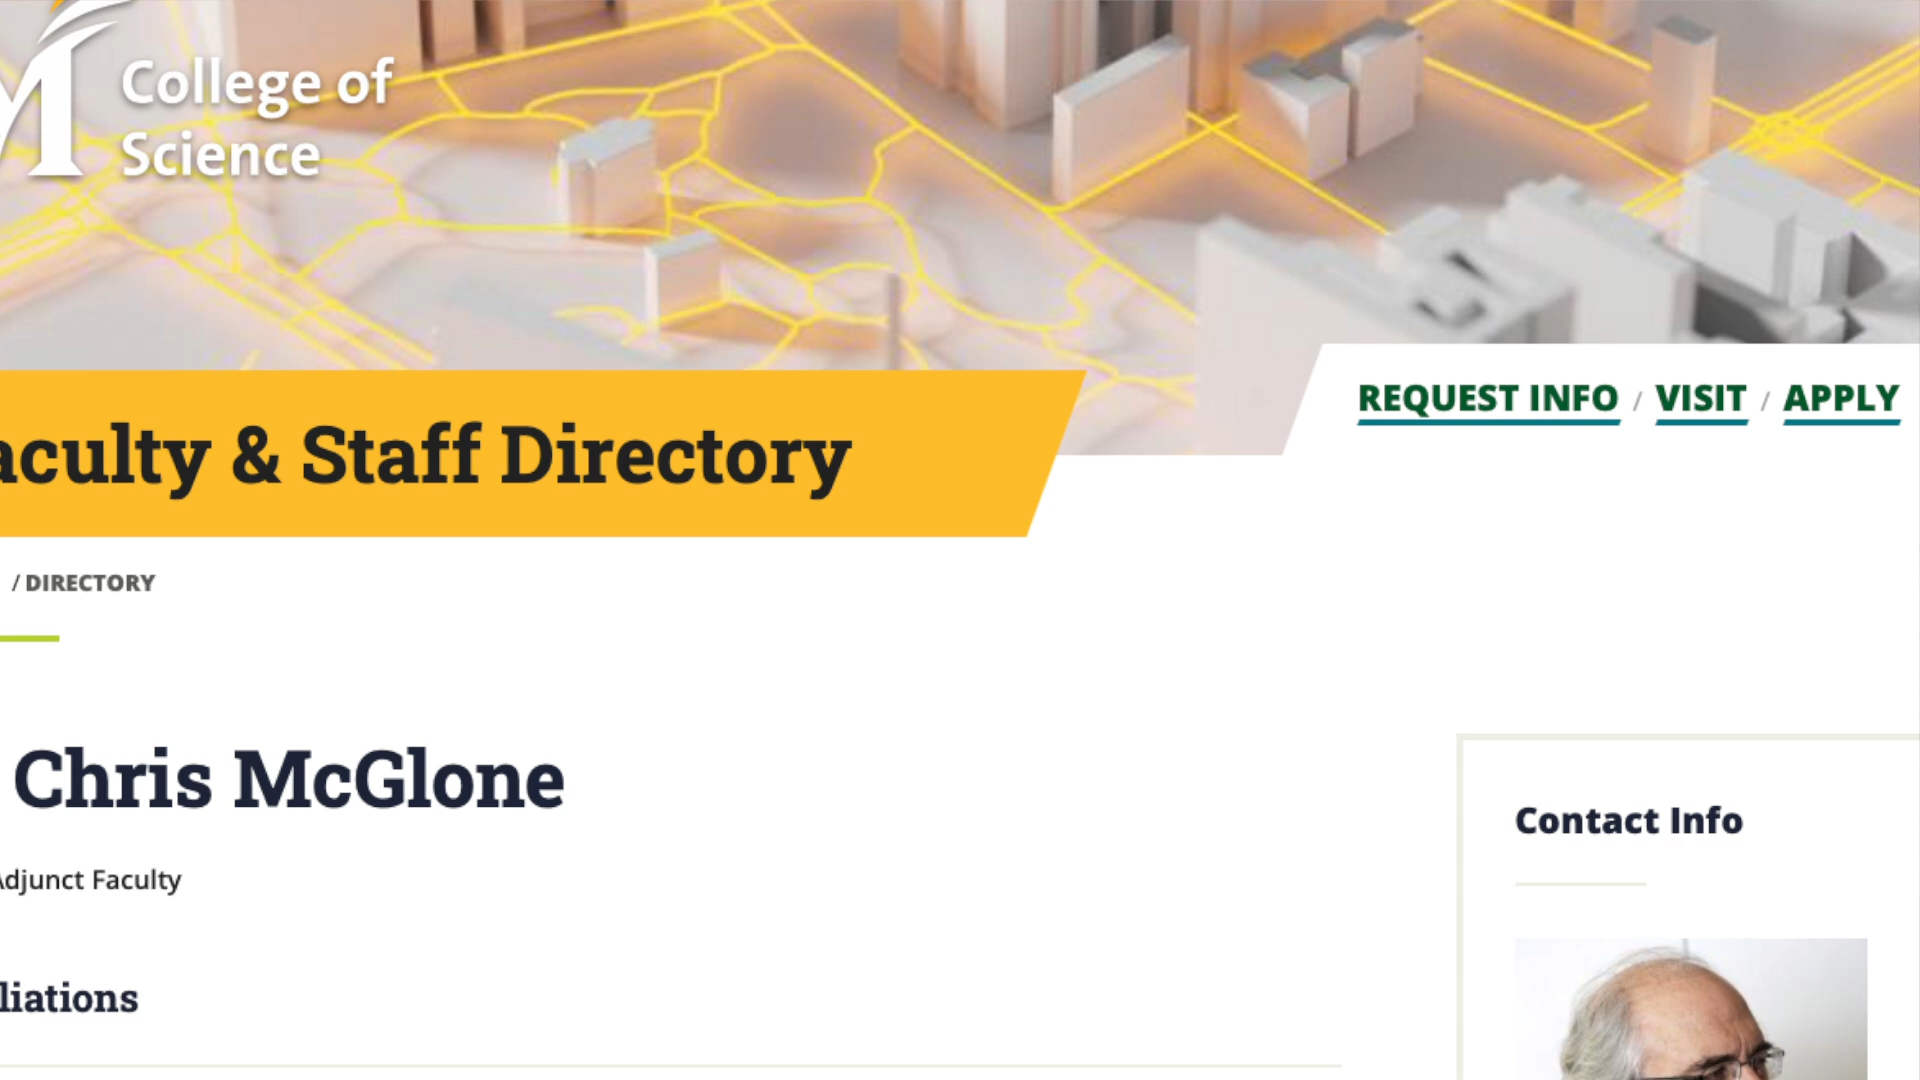 College of
Science
REQUEST INFO / VISIT / APPLY
aculty & Staff Directory
/ DIRECTORY
Chris McGlone
Adjunct Faculty
Contact Info
liations